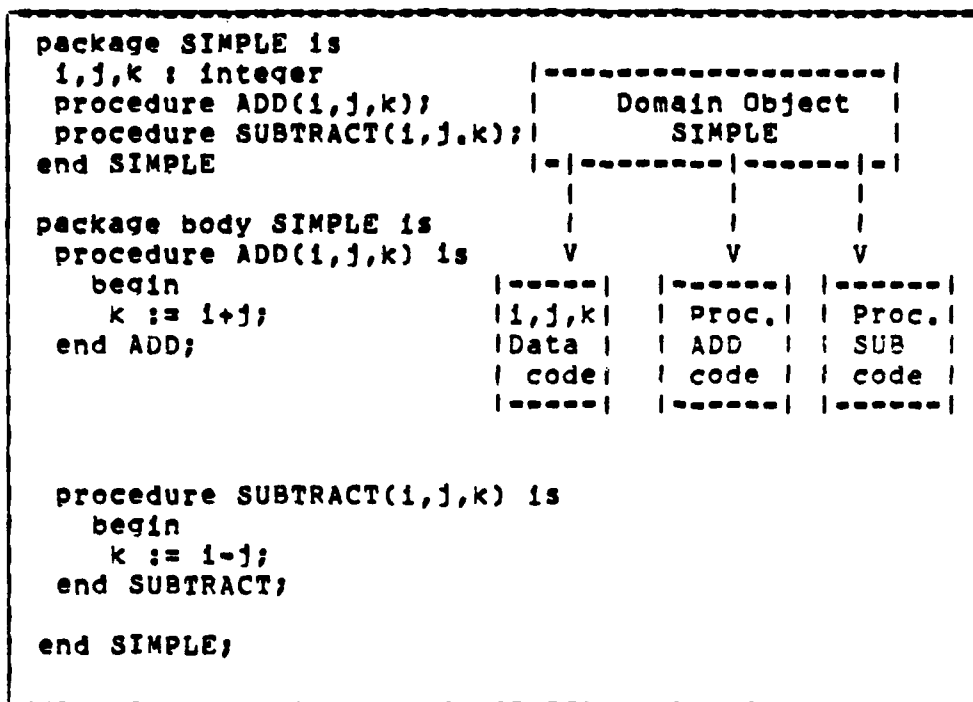 package SIMPLE is
i,j,k : integer
procedure ADD(i,j,k);
procedure SUBTRACT(i,j,k);
end SIMPLE
Domain Object
SIMPLE
package body SIMPLE is
procedure ADD(i,j,k) is
begin
k := i+j;
end ADD;
V V V
i,j,k
Data
code
Proc.
ADD
code
Proc.
SUB
code
procedure SUBTRACT(i,j,k) is
begin
k := i-j;
end SUBTRACT;
end SIMPLE;